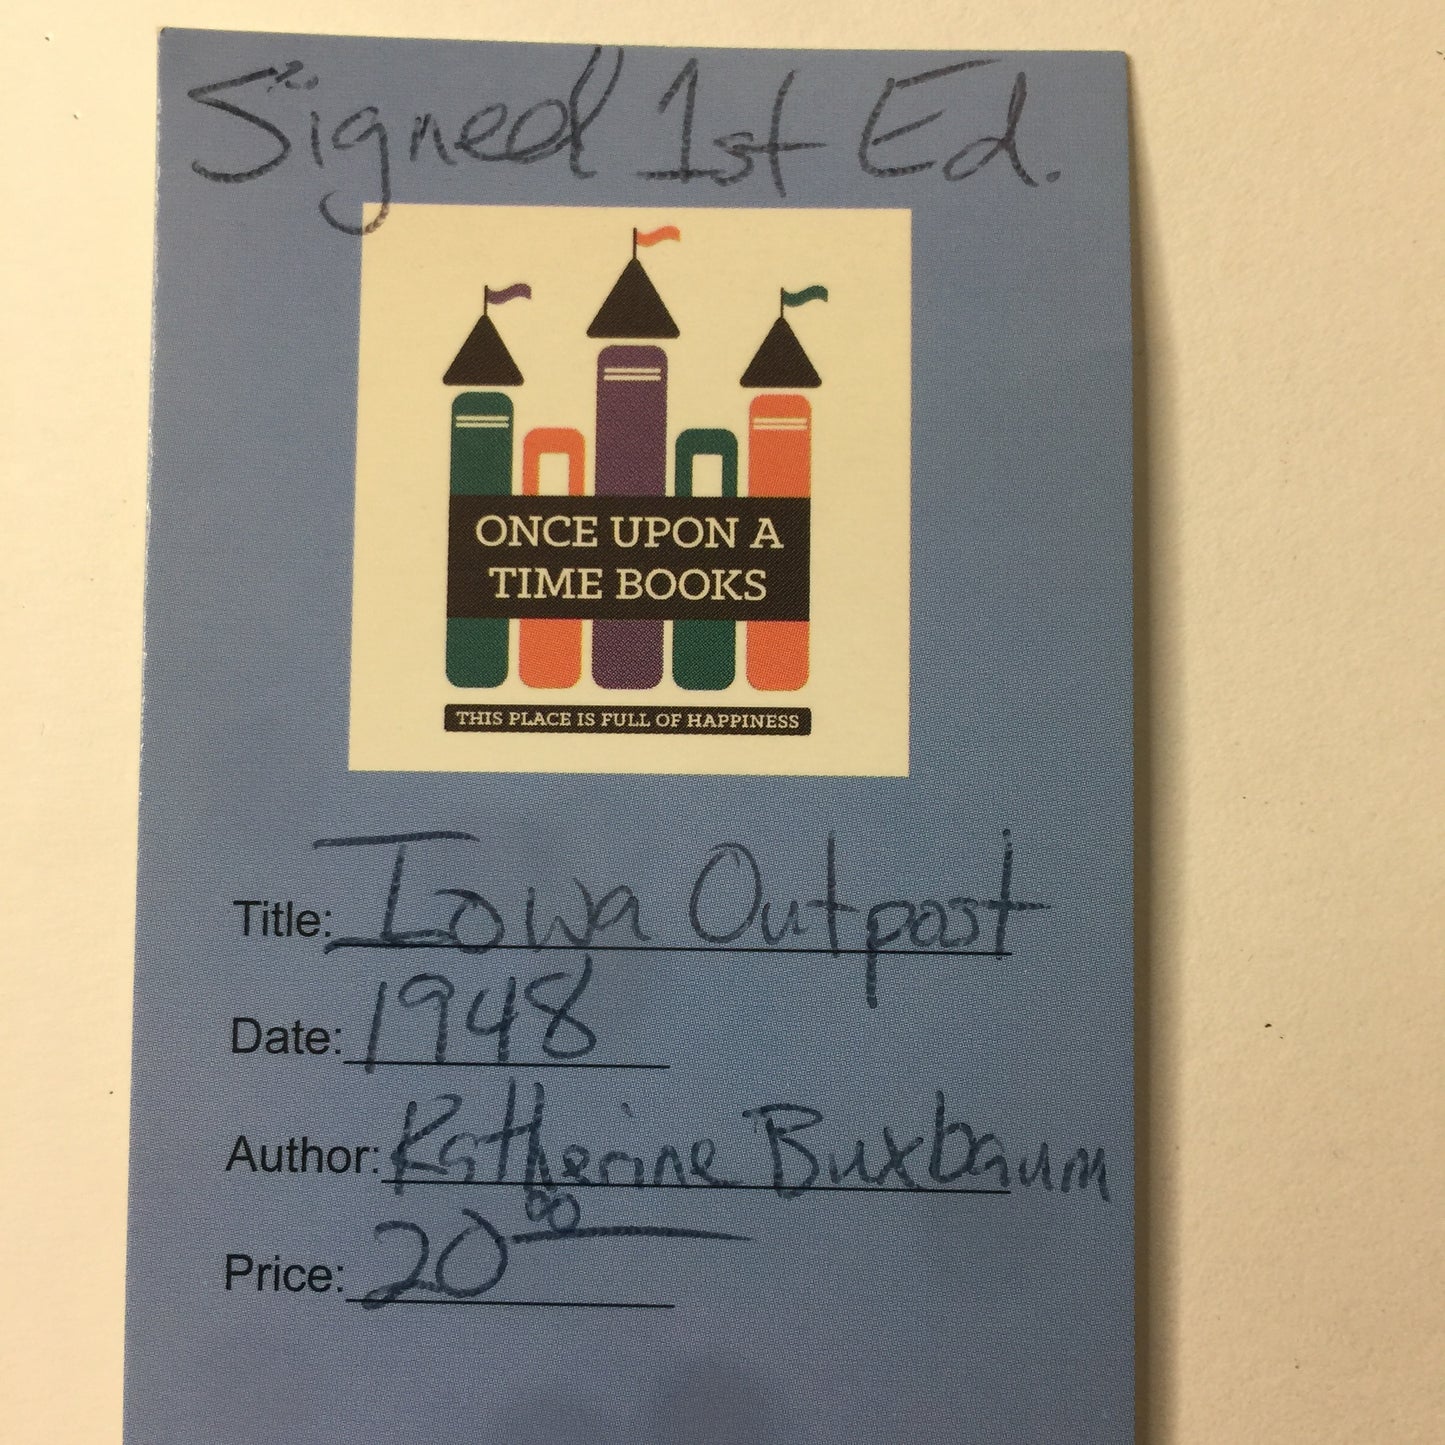 Signed 1st Ed.
ONCE UPON A
TIME BOOKS
THIS PLACE IS FULL OF HAPPINESS
Title: Iowa Outpost
Date: 1948
Author: Katherine Buxbaum
Price: 20 00